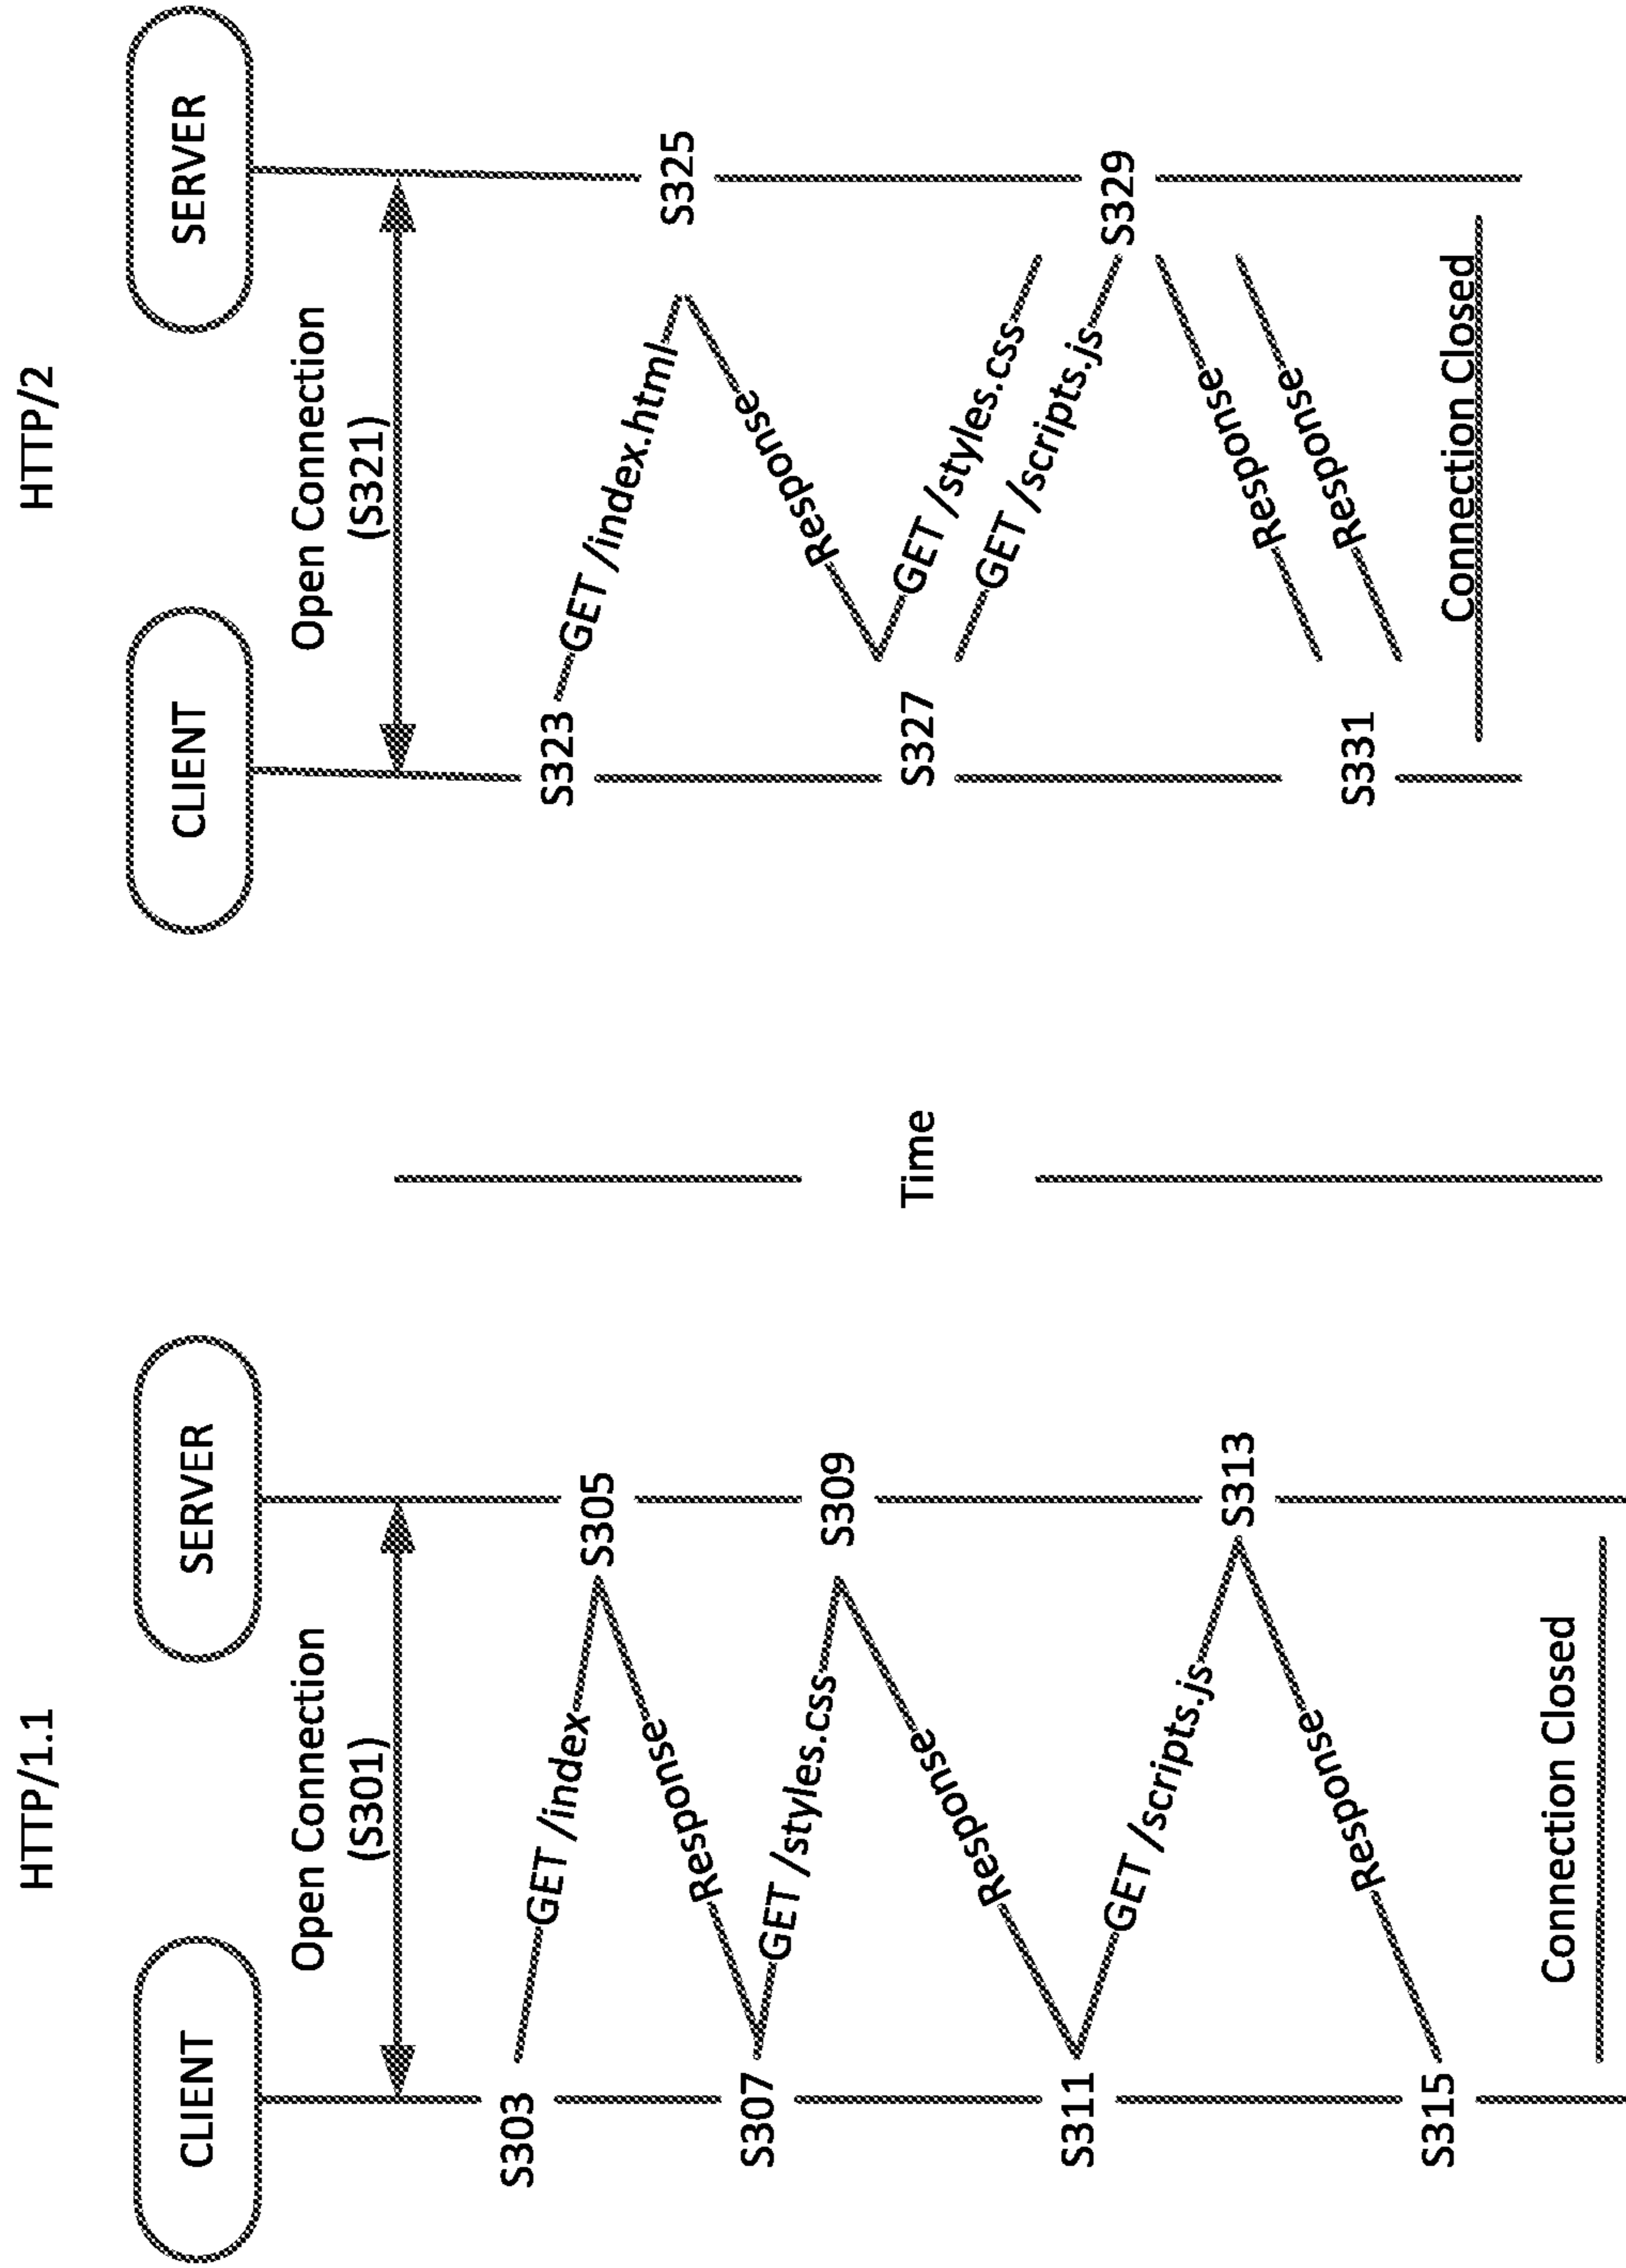 HTTP/1.1
CLIENT
SERVER
Open Connection
(S301)
S303
GET /index
S305
Response
S307
GET /styles.css
S309
Response
S311
GET /scripts.js
S313
Response
S315
Connection Closed
Time
HTTP/2
CLIENT
SERVER
Open Connection
(S321)
S323
GET /index.html
S325
Response
S327
GET /styles.css
GET /scripts.js
S329
Response
Response
S331
Connection Closed